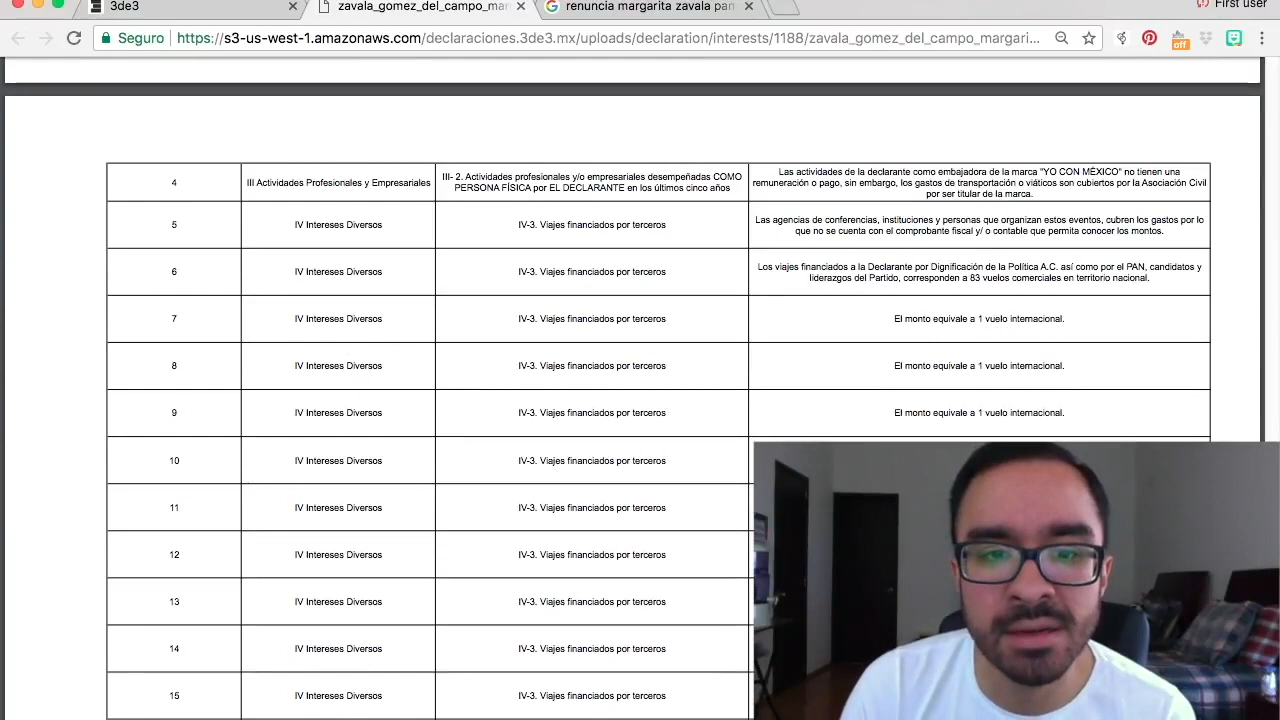 3de3
zavala_gomez_del_campo_mar
renuncia margarita zavala pan
First user
Seguro
https://s3-us-west-1.amazonaws.com/declaraciones.3de3.mx/uploads/declaration/interests/1188/zavala_gomez_del_campo_margari...
off
4
III Actividades Profesionales y Empresariales
III- 2. Actividades profesionales y/o empresariales desempeñadas COMO
PERSONA FÍSICA por EL DECLARANTE en los últimos cinco años
Las actividades de la declarante como embajadora de la marca "YO CON MÉXICO" no tienen una
remuneración o pago, sin embargo, los gastos de transportación o viáticos son cubiertos por la Asociación Civil
por ser titular de la marca.
5
IV Intereses Diversos
IV-3. Viajes financiados por terceros
Las agencias de conferencias, instituciones y personas que organizan estos eventos, cubren los gastos por lo
que no se cuenta con el comprobante fiscal y/ o contable que permita conocer los montos.
6
IV Intereses Diversos
IV-3. Viajes financiados por terceros
Los viajes financiados a la Declarante por Dignificación de la Política A.C. así como por el PAN, candidatos y
liderazgos del Partido, corresponden a 83 vuelos comerciales en territorio nacional.
7
IV Intereses Diversos
IV-3. Viajes financiados por terceros
El monto equivale a 1 vuelo internacional.
8
IV Intereses Diversos
IV-3. Viajes financiados por terceros
El monto equivale a 1 vuelo internacional.
9
IV Intereses Diversos
IV-3. Viajes financiados por terceros
El monto equivale a 1 vuelo internacional.
10
IV Intereses Diversos
IV-3. Viajes financiados por terceros
11
IV Intereses Diversos
IV-3. Viajes financiados por terceros
12
IV Intereses Diversos
IV-3. Viajes financiados por terceros
13
IV Intereses Diversos
IV-3. Viajes financiados por terceros
14
IV Intereses Diversos
IV-3. Viajes financiados por terceros
15
IV Intereses Diversos
IV-3. Viajes financiados por terceros